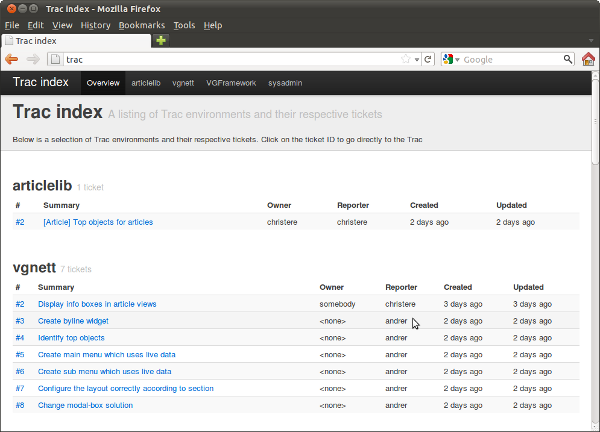 Trac index - Mozilla Firefox
File Edit View History Bookmarks Tools Help
Trac index
trac Google
Trac index Overview articlelib vgnett VGFramework sysadmin
Trac index A listing of Trac environments and their respective tickets
Below is a selection of Trac environments and their respective tickets. Click on the ticket ID to go directly to the Trac
articlelib 1 ticket
# Summary Owner Reporter Created Updated
#2 [Article] Top objects for articles christere christere 2 days ago 2 days ago
vgnett 7 tickets
# Summary Owner Reporter Created Updated
#2 Display info boxes in article views somebody christere 3 days ago 3 days ago
#3 Create byline widget <none> andrer 2 days ago 2 days ago
#4 Identify top objects <none> andrer 2 days ago 2 days ago
#5 Create main menu which uses live data <none> andrer 2 days ago 2 days ago
#6 Create sub menu which uses live data <none> andrer 2 days ago 2 days ago
#7 Configure the layout correctly according to section <none> andrer 2 days ago 2 days ago
#8 Change modal-box solution <none> andrer 2 days ago 2 days ago